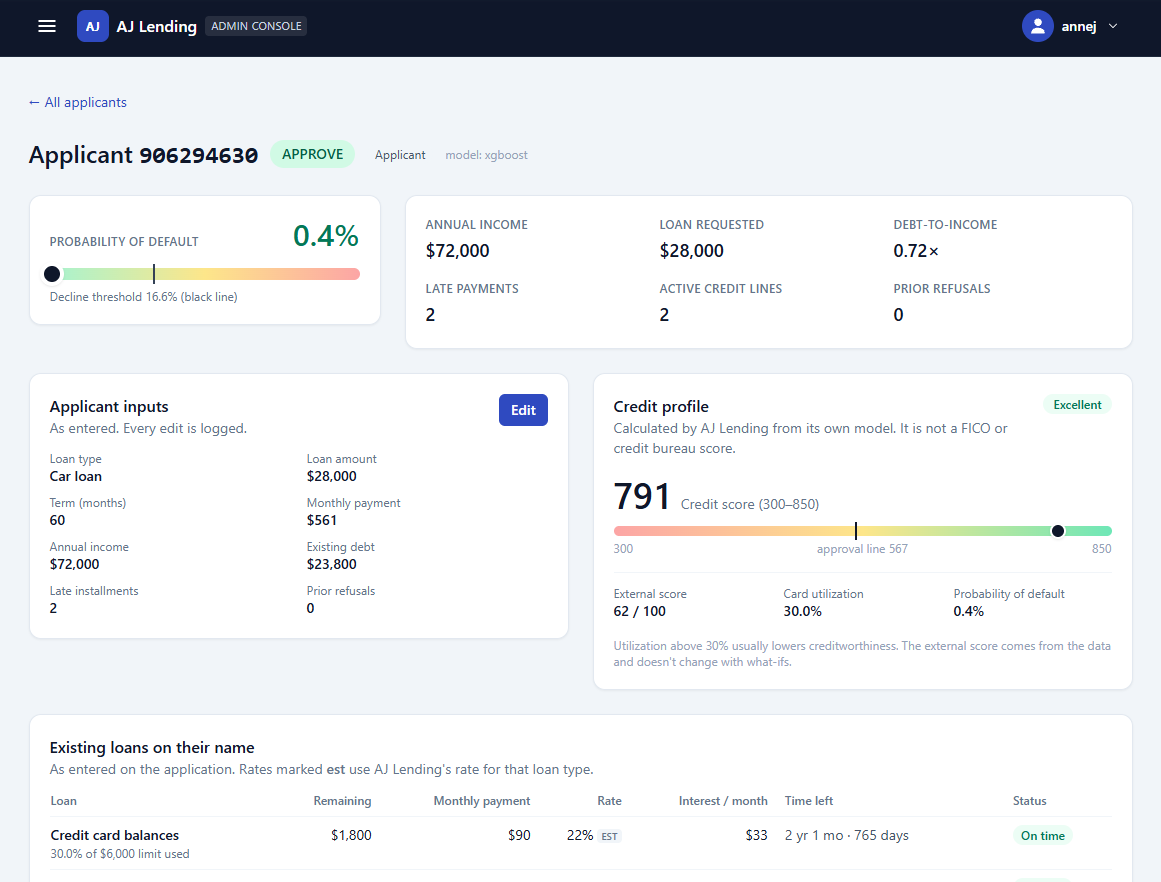 AJ AJ Lending ADMIN CONSOLE annej
← All applicants
Applicant 906294630 APPROVE Applicant model: xgboost
PROBABILITY OF DEFAULT 0.4%
Decline threshold 16.6% (black line)
ANNUAL INCOME LOAN REQUESTED DEBT-TO-INCOME
$72,000 $28,000 0.72×
LATE PAYMENTS ACTIVE CREDIT LINES PRIOR REFUSALS
2 2 0
Applicant inputs Edit
As entered. Every edit is logged.
Loan type Loan amount
Car loan $28,000
Term (months) Monthly payment
60 $561
Annual income Existing debt
$72,000 $23,800
Late installments Prior refusals
2 0
Credit profile Excellent
Calculated by AJ Lending from its own model. It is not a FICO or
credit bureau score.
791 Credit score (300–850)
300 approval line 567 850
External score Card utilization Probability of default
62 / 100 30.0% 0.4%
Utilization above 30% usually lowers creditworthiness. The external score comes from the data
and doesn't change with what-ifs.
Existing loans on their name
As entered on the application. Rates marked est use AJ Lending's rate for that loan type.
Loan Remaining Monthly payment Rate Interest / month Time left Status
Credit card balances $1,800 $90 22% EST $33 2 yr 1 mo · 765 days On time
30.0% of $6,000 limit used